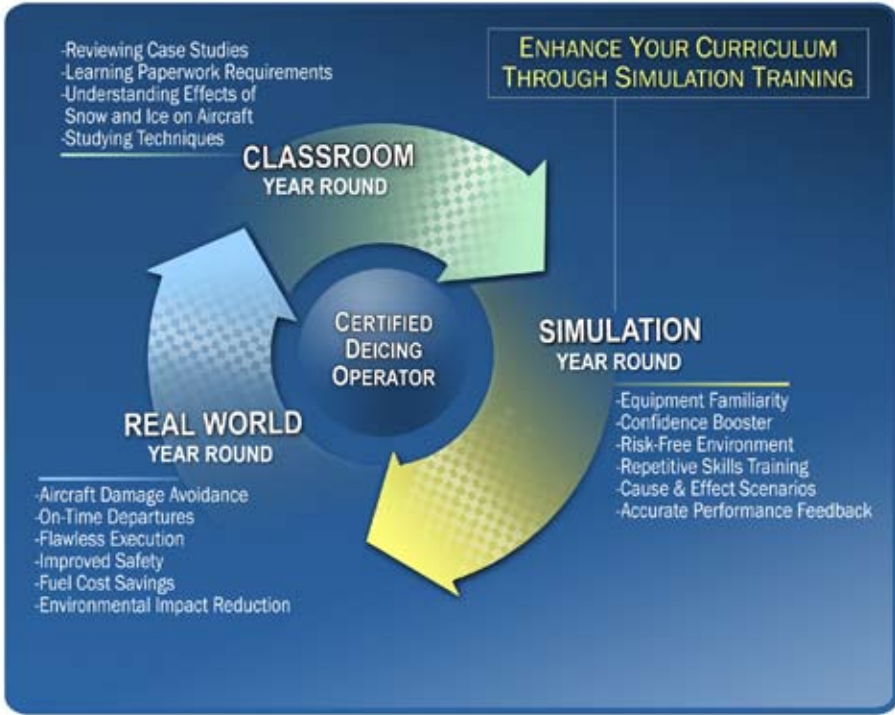 -Reviewing Case Studies
-Learning Paperwork Requirements
-Understanding Effects of
Snow and Ice on Aircraft
-Studying Techniques
ENHANCE YOUR CURRICULUM
THROUGH SIMULATION TRAINING
CLASSROOM
YEAR ROUND
CERTIFIED
DEICING
OPERATOR
SIMULATION
YEAR ROUND
-Equipment Familiarity
-Confidence Booster
-Risk-Free Environment
-Repetitive Skills Training
-Cause & Effect Scenarios
-Accurate Performance Feedback
REAL WORLD
YEAR ROUND
-Aircraft Damage Avoidance
-On-Time Departures
-Flawless Execution
-Improved Safety
-Fuel Cost Savings
-Environmental Impact Reduction